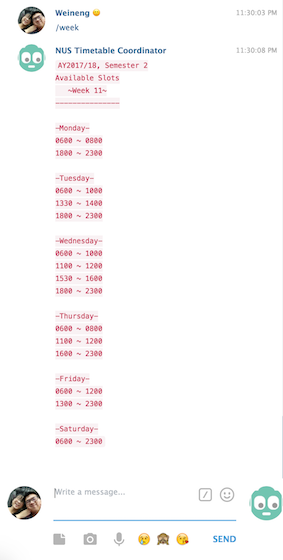 Weineng 😊 11:30:03 PM
/week
NUS Timetable Coordinator 11:30:08 PM
AY2017/18, Semester 2
Available Slots
~Week 11~
~~~~~~~~~~~~~~~
~Monday~
0600 ~ 0800
1800 ~ 2300
~Tuesday~
0600 ~ 1000
1330 ~ 1400
1800 ~ 2300
~Wednesday~
0600 ~ 1000
1100 ~ 1200
1530 ~ 1600
1800 ~ 2300
~Thursday~
0600 ~ 0800
1100 ~ 1200
1600 ~ 2300
~Friday~
0600 ~ 1200
1300 ~ 2300
~Saturday~
0600 ~ 2300
Write a message...
SEND